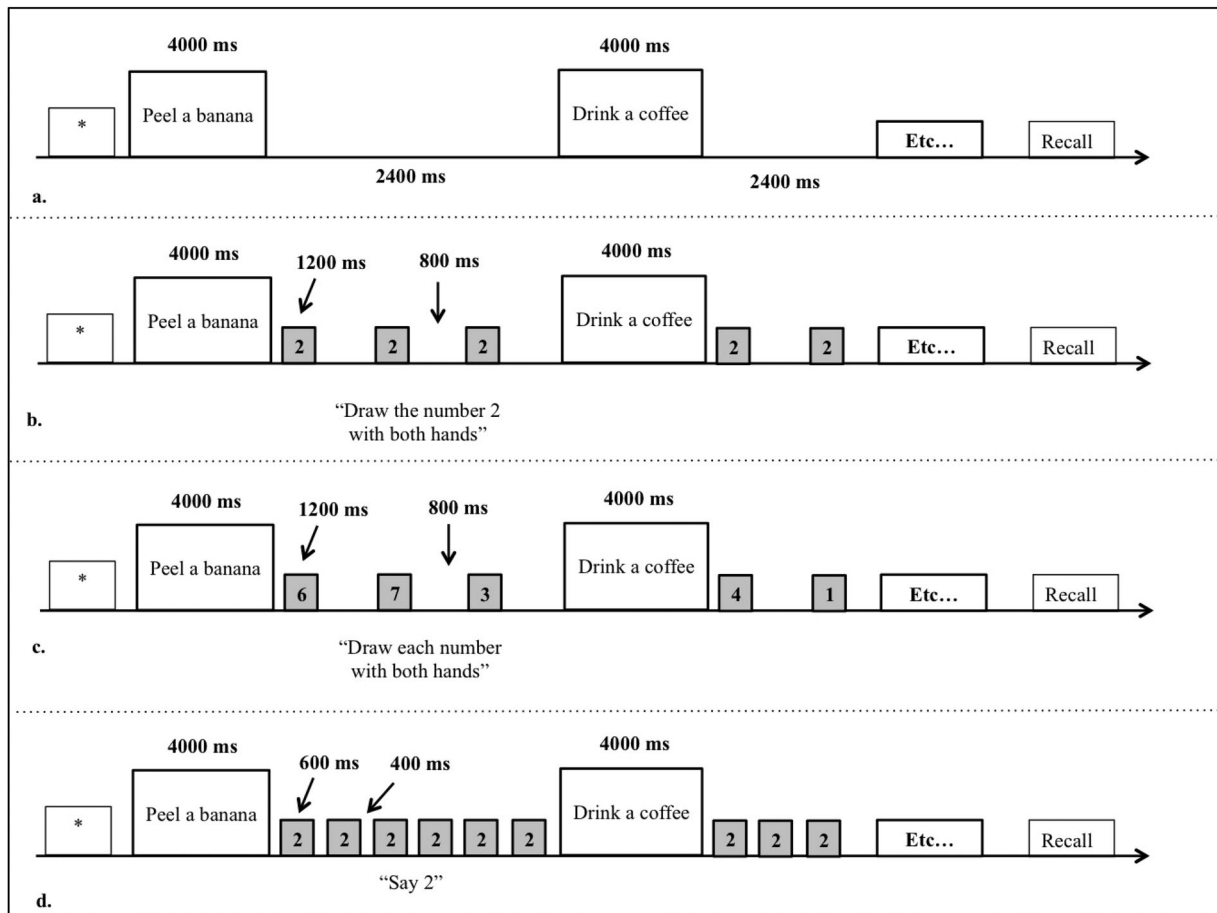 4000 ms 4000 ms
* Peel a banana Drink a coffee Etc... Recall
2400 ms 2400 ms
a.
4000 ms 1200 ms 800 ms 4000 ms
* Peel a banana 2 2 2 Drink a coffee 2 2 Etc... Recall
“Draw the number 2
with both hands”
b.
4000 ms 1200 ms 800 ms 4000 ms
* Peel a banana 6 7 3 Drink a coffee 4 1 Etc... Recall
“Draw each number
with both hands”
c.
4000 ms 600 ms 400 ms 4000 ms
* Peel a banana 2 2 2 2 2 2 Drink a coffee 2 2 2 Etc... Recall
“Say 2”
d.